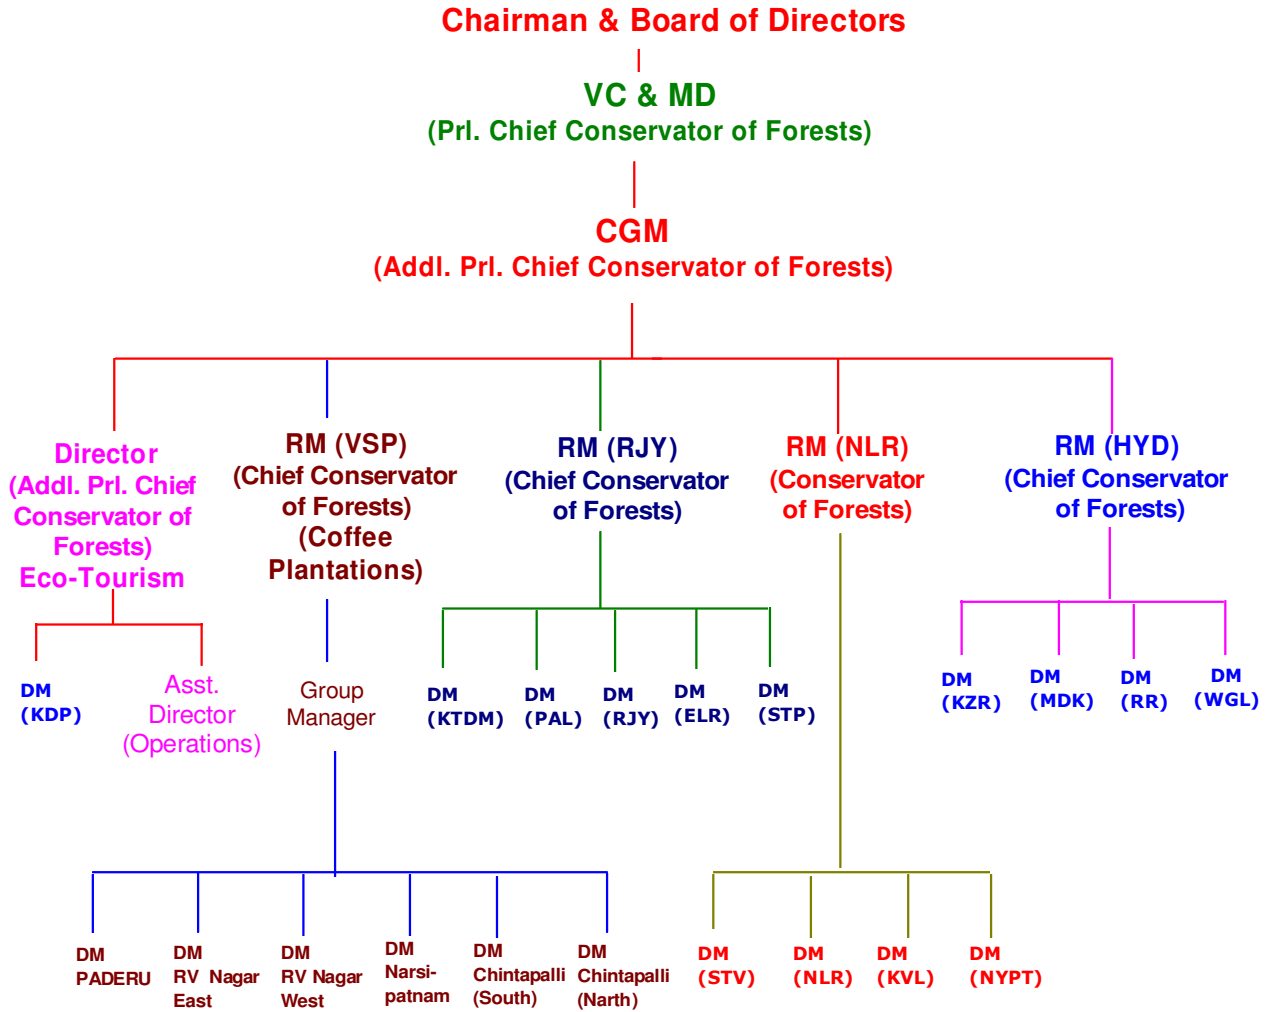 Chairman & Board of Directors
VC & MD
(Prl. Chief Conservator of Forests)
CGM
(Addl. Prl. Chief Conservator of Forests)
Director
(Addl. Prl. Chief
Conservator of
Forests)
Eco-Tourism
RM (VSP)
(Chief Conservator
of Forests)
(Coffee
Plantations)
RM (RJY)
(Chief Conservator
of Forests)
RM (NLR)
(Conservator
of Forests)
RM (HYD)
(Chief Conservator
of Forests)
DM
(KDP)
Asst.
Director
(Operations)
Group
Manager
DM
(KTDM)
DM
(PAL)
DM
(RJY)
DM
(ELR)
DM
(STP)
DM
(KZR)
DM
(MDK)
DM
(RR)
DM
(WGL)
DM
PADERU
DM
RV Nagar
East
DM
RV Nagar
West
DM
Narsi-
patnam
DM
Chintapalli
(South)
DM
Chintapalli
(Narth)
DM
(STV)
DM
(NLR)
DM
(KVL)
DM
(NYPT)